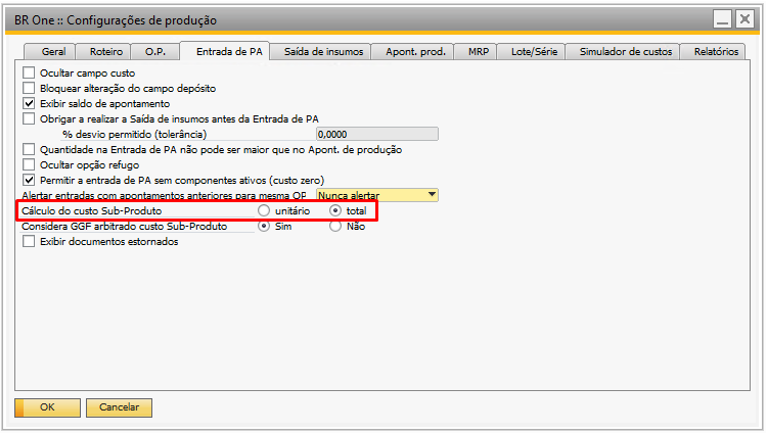 BR One :: Configurações de produção
Geral Roteiro O.P. Entrada de PA Saída de insumos Apont. prod. MRP Lote/Série Simulador de custos Relatórios
Ocultar campo custo
Bloquear alteração do campo depósito
Exibir saldo de apontamento
Obrigar a realizar a Saída de insumos antes da Entrada de PA
% desvio permitido (tolerância) 0,0000
Quantidade na Entrada de PA não pode ser maior que no Apont. de produção
Ocultar opção refugo
Permitir a entrada de PA sem componentes ativos (custo zero)
Alertar entradas com apontamentos anteriores para mesma OP Nunca alertar
Cálculo do custo Sub-Produto unitário total
Considera GGF arbitrado custo Sub-Produto Sim Não
Exibir documentos estornados
OK Cancelar